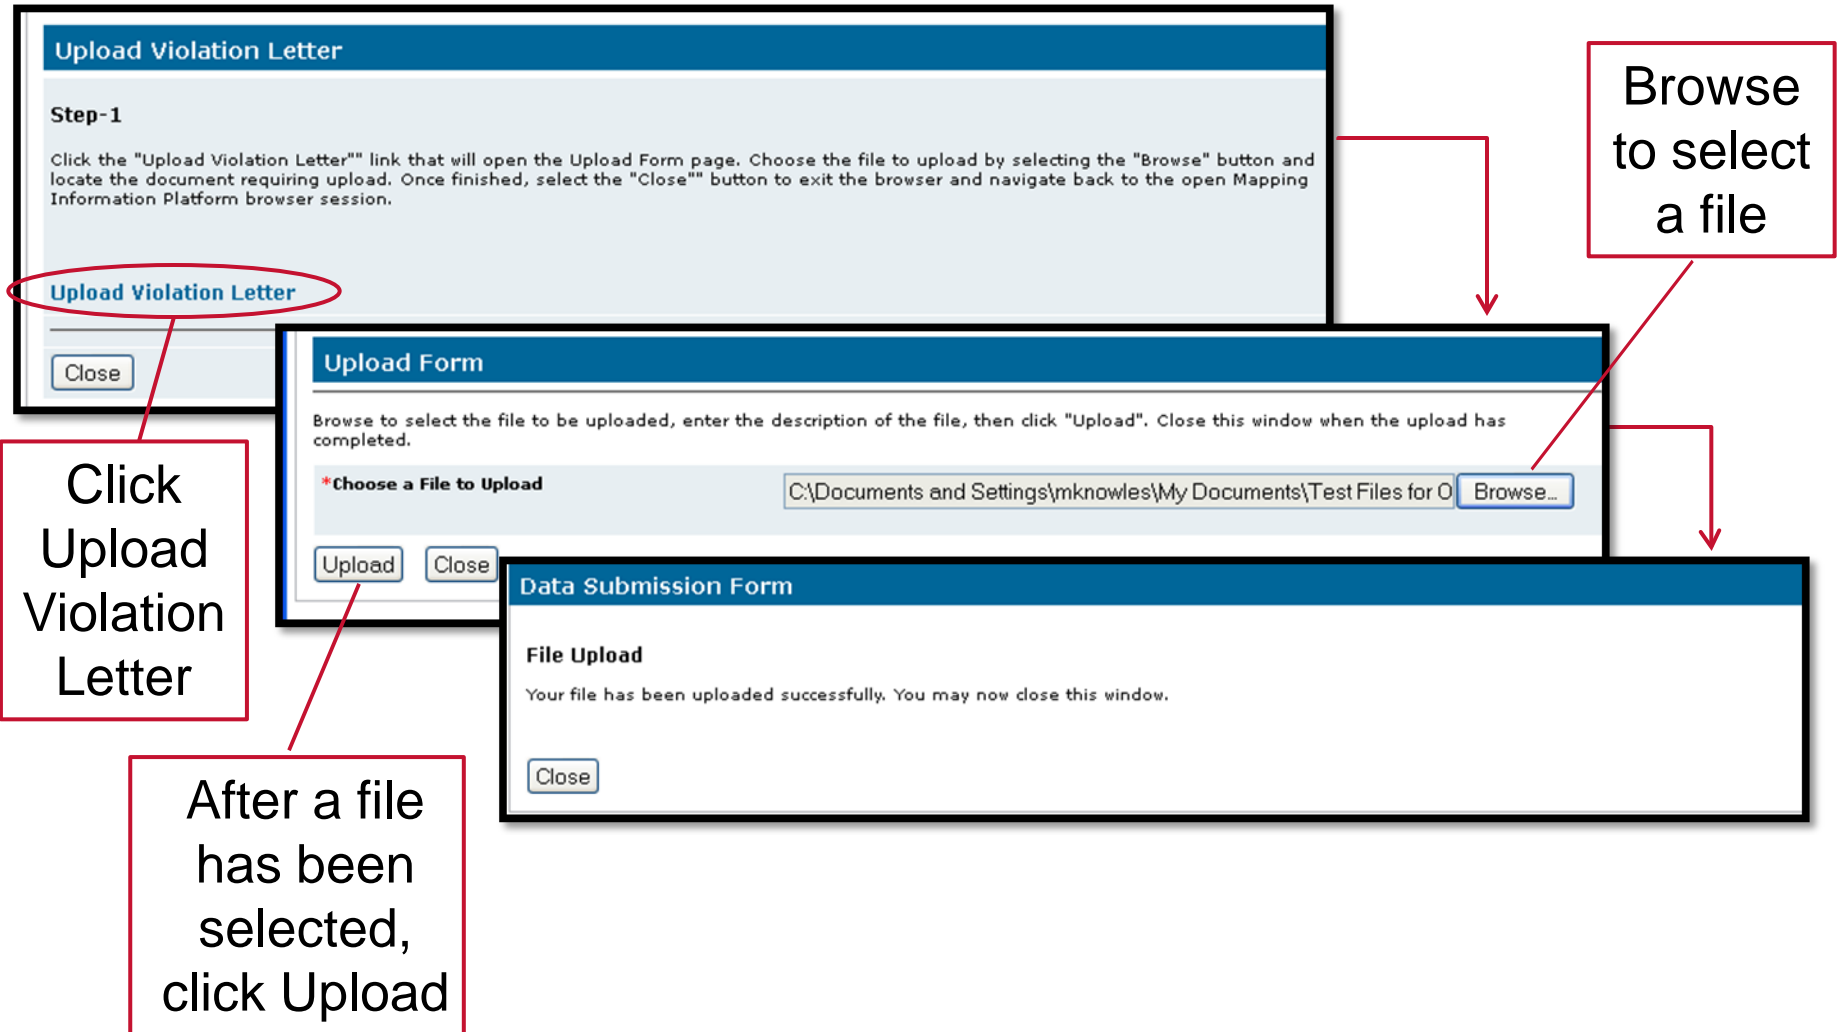 Upload Violation Letter
Step-1
Click the "Upload Violation Letter"" link that will open the Upload Form page. Choose the file to upload by selecting the "Browse" button and
locate the document requiring upload. Once finished, select the "Close"" button to exit the browser and navigate back to the open Mapping
Information Platform browser session.
Upload Violation Letter
Close
Browse
to select
a file
Upload Form
Browse to select the file to be uploaded, enter the description of the file, then click "Upload". Close this window when the upload has
completed.
*Choose a File to Upload
C:\Documents and Settings\mknowles\My Documents\Test Files for O
Browse...
Upload
Close
Click
Upload
Violation
Letter
Data Submission Form
File Upload
Your file has been uploaded successfully. You may now close this window.
Close
After a file
has been
selected,
click Upload